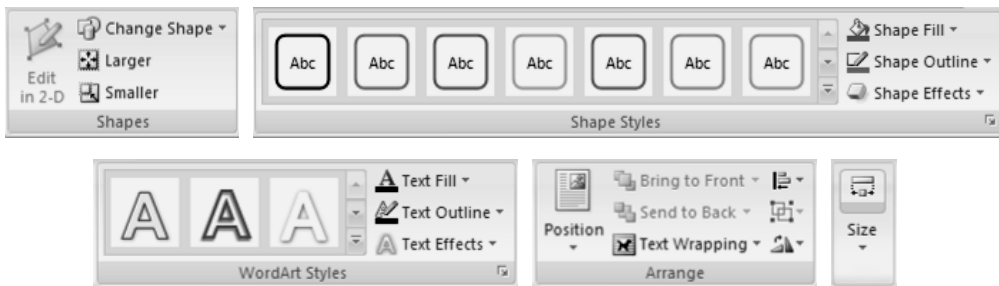 Edit
in 2-D
Change Shape
Larger
Smaller
Shapes
Abc Abc Abc Abc Abc Abc Abc
Shape Fill
Shape Outline
Shape Effects
Shape Styles
A A A
Text Fill
Text Outline
Text Effects
WordArt Styles
Position
Bring to Front
Send to Back
Text Wrapping
Arrange
Size